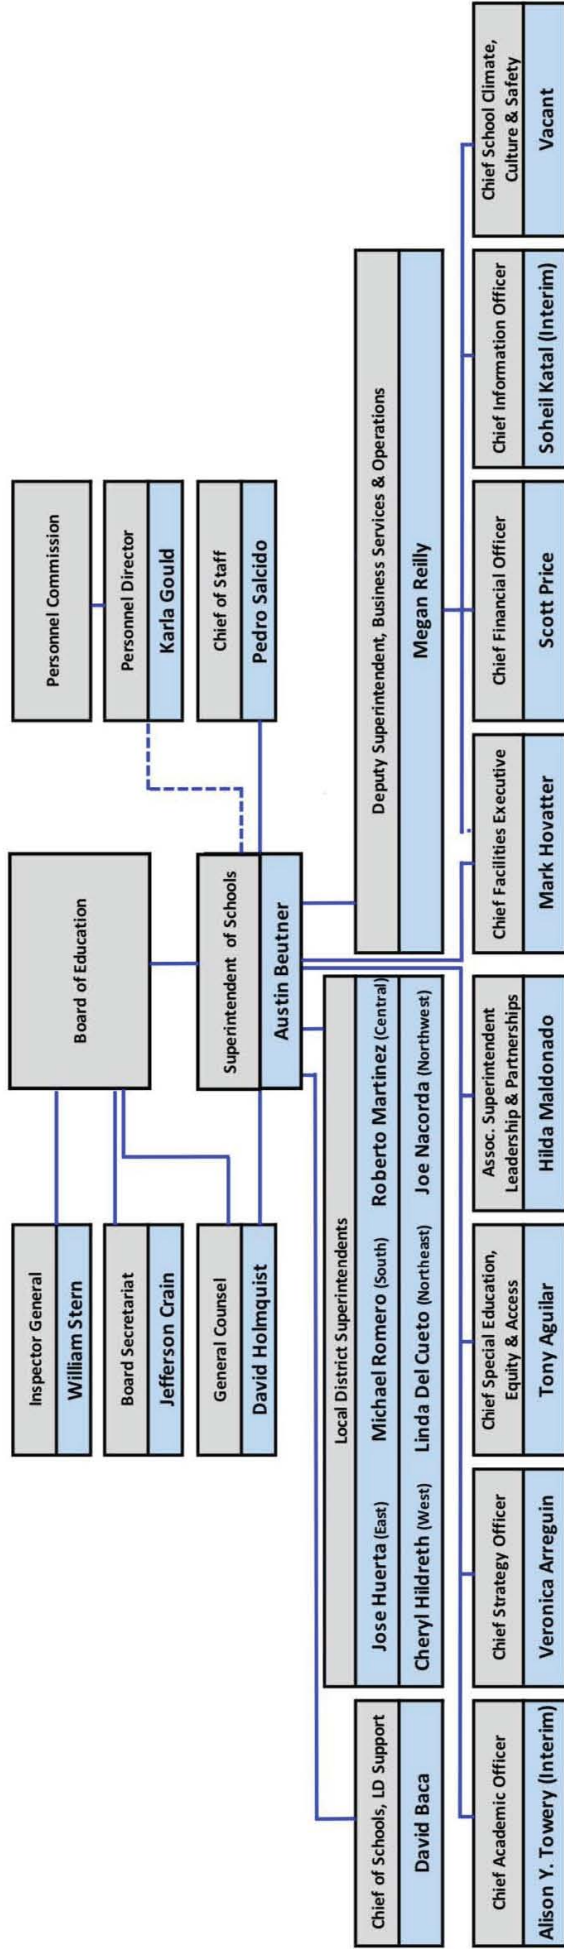 Board of Education
Inspector General
William Stern
Board Secretariat
Jefferson Crain
General Counsel
David Holmquist
Superintendent of Schools
Austin Beutner
Personnel Commission
Personnel Director
Karla Gould
Chief of Staff
Pedro Salcido
Chief of Schools, LD Support
David Baca
Local District Superintendents
Jose Huerta (East) Michael Romero (South) Roberto Martinez (Central)
Cheryl Hildreth (West) Linda Del Cueto (Northeast) Joe Nacorda (Northwest)
Deputy Superintendent, Business Services & Operations
Megan Reilly
Chief Academic Officer
Alison Y. Towery (Interim)
Chief Strategy Officer
Veronica Arreguin
Chief Special Education,
Equity & Access
Tony Aguilar
Assoc. Superintendent
Leadership & Partnerships
Hilda Maldonado
Chief Facilities Executive
Mark Hovatter
Chief Financial Officer
Scott Price
Chief Information Officer
Soheil Katal (Interim)
Chief School Climate,
Culture & Safety
Vacant